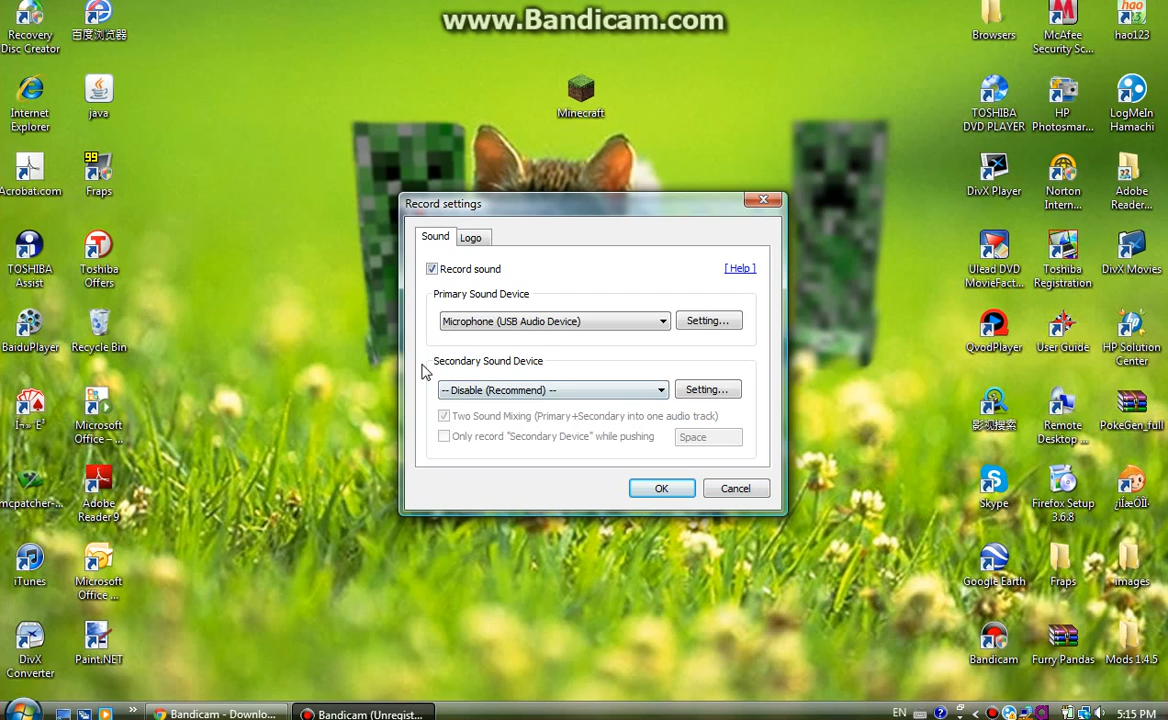 www.Bandicam.com
Recovery
Disc Creator
百度浏览器
Browsers
McAfee
Security Sc...
hao
123
hao123
Internet
Explorer
java
Minecraft
TOSHIBA
DVD PLAYER
HP
Photosmar...
LogMeIn
Hamachi
Acrobat.com
99
Fraps
DivX Player
Norton
Intern...
Adobe
Reader...
Record settings
Sound
Logo
Record sound
[ Help ]
Primary Sound Device
Microphone (USB Audio Device)
Setting...
Secondary Sound Device
-- Disable (Recommend) --
Setting...
Two Sound Mixing (Primary+Secondary into one audio track)
Only record "Secondary Device" while pushing
Space
OK
Cancel
TOSHIBA
Assist
Toshiba
Offers
Ulead DVD
MovieFact...
Toshiba
Registration
DivX Movies
BaiduPlayer
Recycle Bin
QvodPlayer
User Guide
HP Solution
Center
Microsoft
Office –...
影视搜索
Remote
Desktop ...
PokeGen_full
mcpatcher-...
Adobe
Reader 9
Skype
Firefox Setup
3.6.8
iTunes
Microsoft
Office ...
Google Earth
Fraps
images
DivX
Converter
Paint.NET
Bandicam
Furry Pandas
Mods 1.4.5
Bandicam - Downlo...
Bandicam (Unregist...
EN
5:15 PM